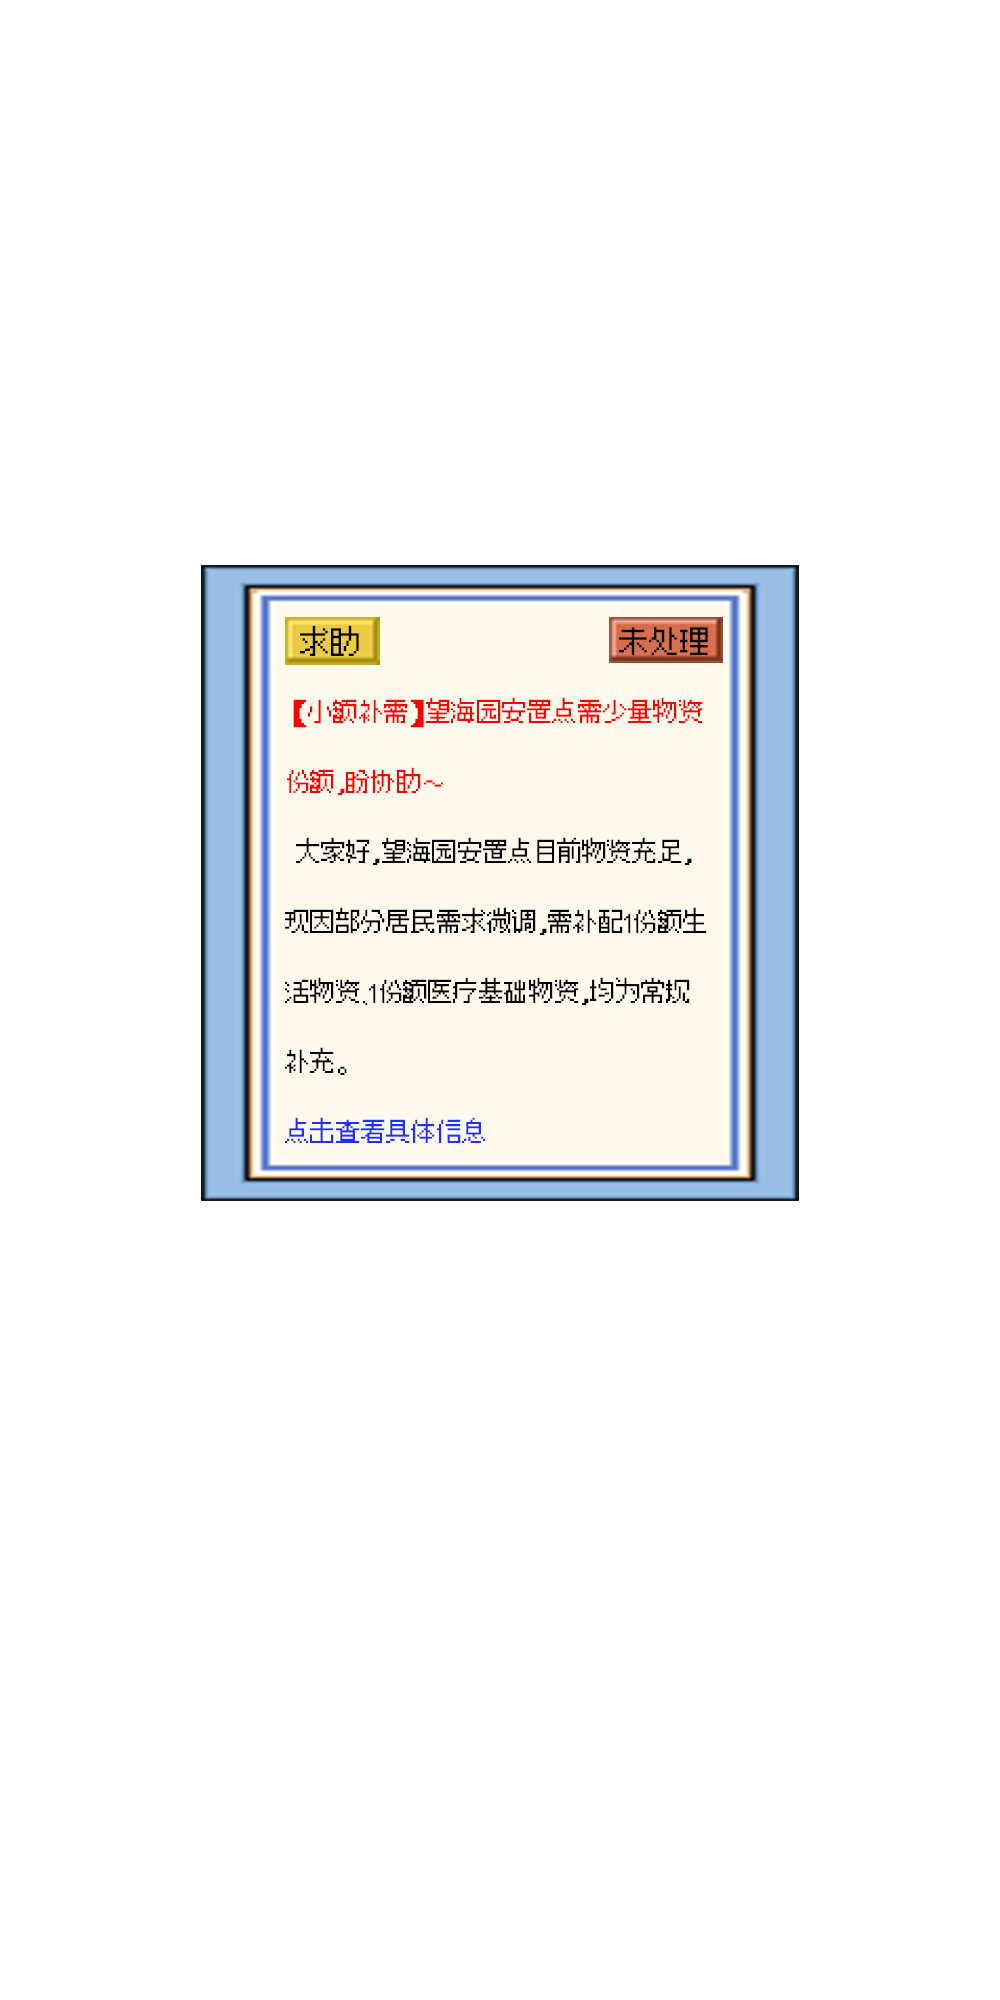 求助
未处理
【小额补需】望海园安置点需少量物资
份额,盼协助～
大家好,望海园安置点目前物资充足,
现因部分居民需求微调,需补配1份额生
活物资、1份额医疗基础物资,均为常规
补充。
点击查看具体信息